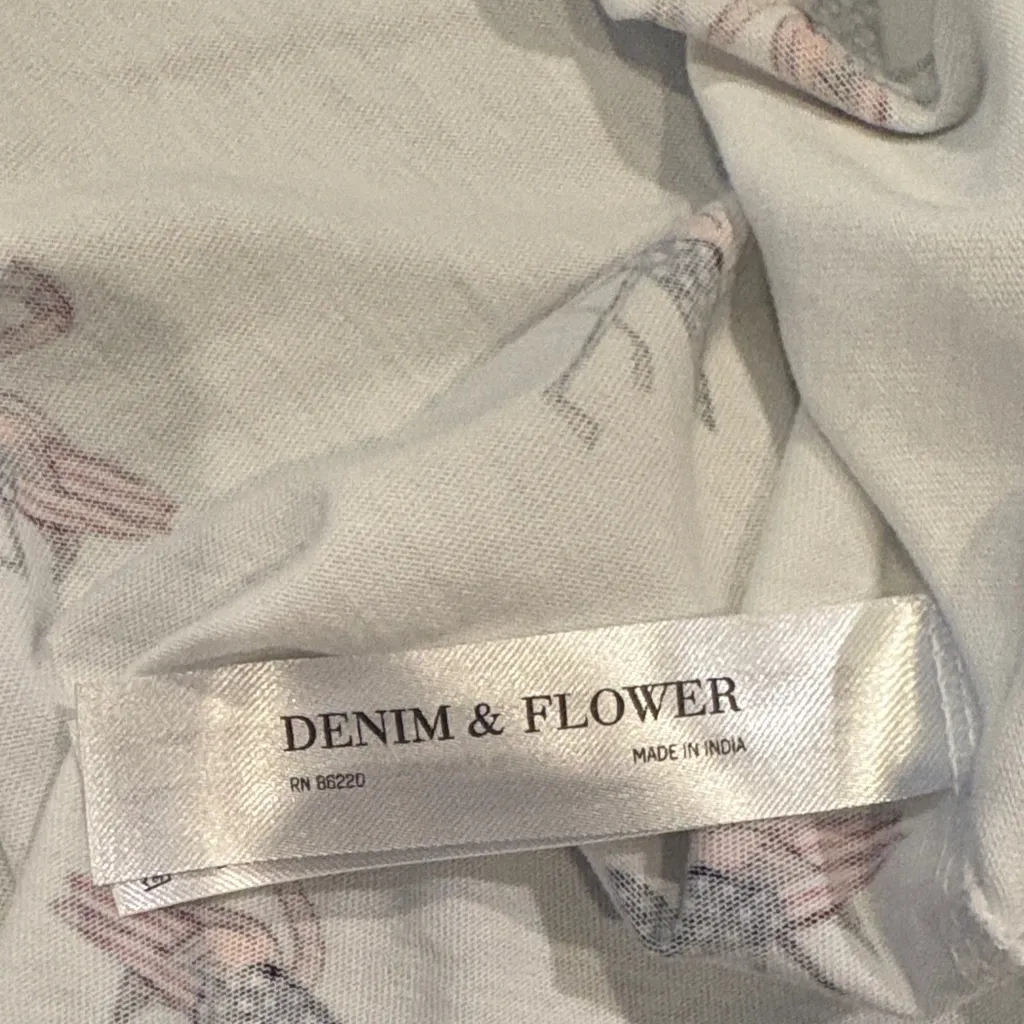 DENIM & FLOWER
RN 86220 MADE IN INDIA